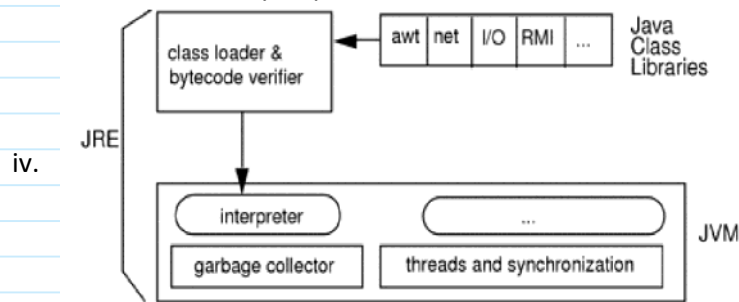 iv.
JRE
class loader &
bytecode verifier
awt net I/O RMI ...
Java
Class
Libraries
interpreter
...
garbage collector
threads and synchronization
JVM